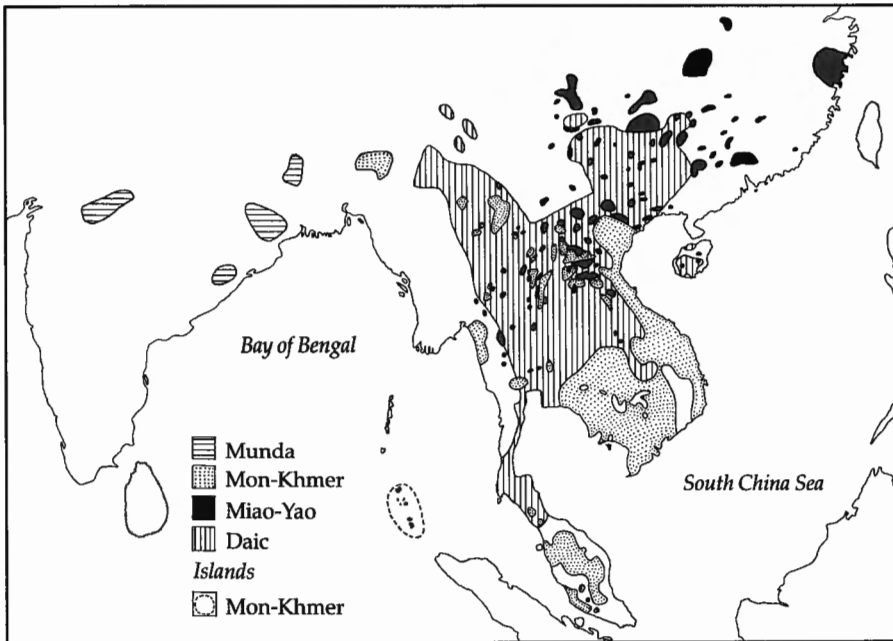 Bay of Bengal
South China Sea
Munda
Mon-Khmer
Miao-Yao
Daic
Islands
Mon-Khmer